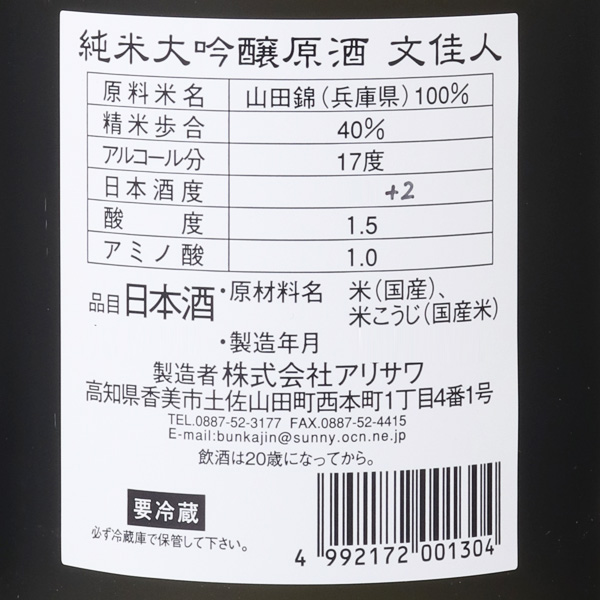 純米大吟醸原酒 文佳人
原料米名 山田錦(兵庫県)100%
精米歩合 40%
アルコール分 17度
日本酒度 +2
酸度 1.5
アミノ酸 1.0
品目日本酒・原材料名 米(国産)、
米こうじ(国産米)
・製造年月
製造者株式会社アリサワ
高知県香美市土佐山田町西本町1丁目4番1号
TEL.0887-52-3177 FAX.0887-52-4415
E-mail:bunkajin@sunny.ocn.ne.jp
飲酒は20歳になってから。
要冷蔵
必ず冷蔵庫で保管して下さい。
4 992172 001304